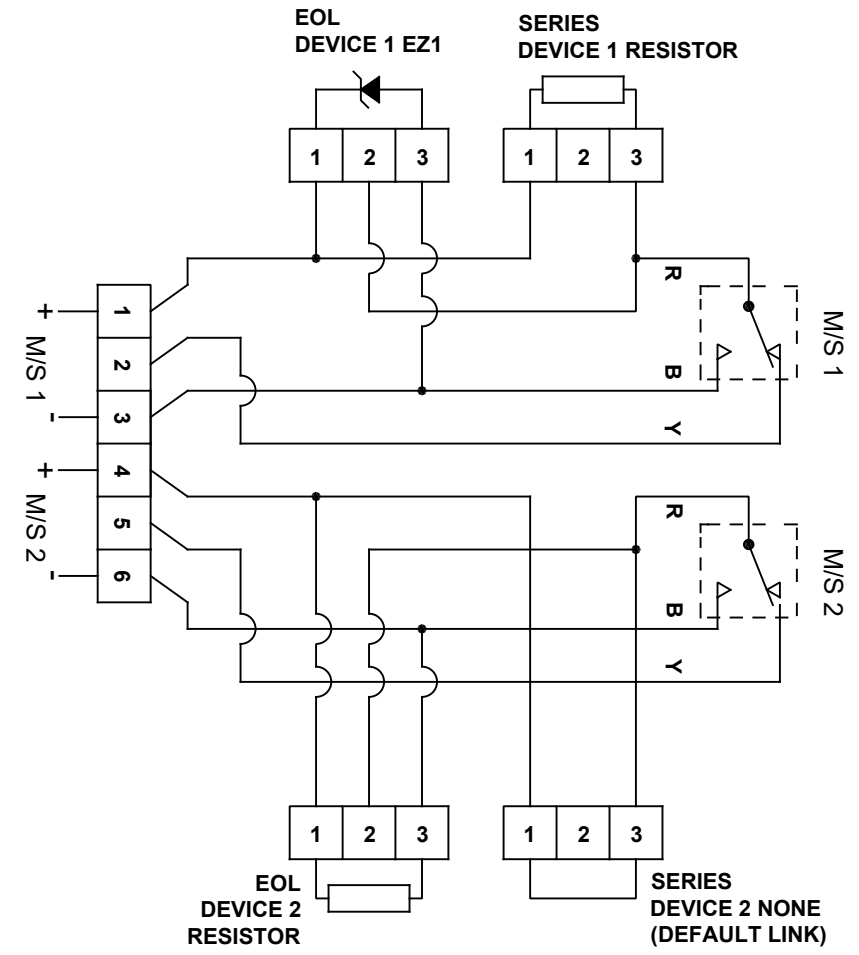 EOL
DEVICE 1 EZ1
SERIES
DEVICE 1 RESISTOR
1 2 3
1 2 3
R
B
Y
M/S 1
+ M/S 1 -
+ M/S 2 -
1
2
3
4
5
6
R
B
Y
M/S 2
1 2 3
1 2 3
EOL
DEVICE 2
RESISTOR
SERIES
DEVICE 2 NONE
(DEFAULT LINK)